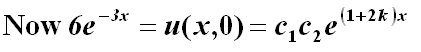 Now 6e^{-3x} = u(x,0) = c_1c_2e^{(1+2k)x}